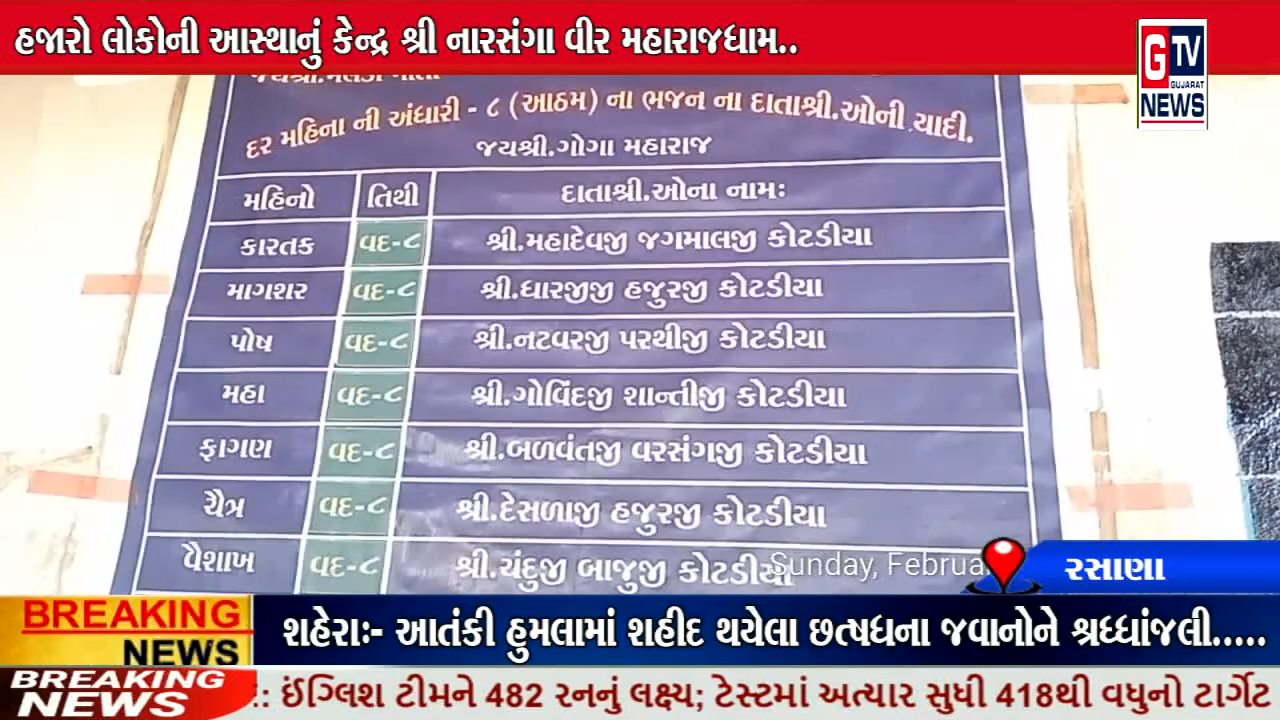 હજારો લોકોની આસ્થાનું કેન્દ્ર શ્રી નારસંગા વીર મહારાજધામ..
GTV
GUJARAT
NEWS
દર મહિના ની અંધારી - ૮ (આઠમ) ના ભજન ના દાતાશ્રી.ઓની યાદી.
જયશ્રી.ગોગા મહારાજ
મહિનો તિથી દાતાશ્રી.ઓના નામઃ
કારતક વદ-૮ શ્રી.મહાદેવજી જગમાલજી કોટડીયા
માગશર વદ-૮ શ્રી.ધારજીજી હજુરજી કોટડીયા
પોષ વદ-૮ શ્રી.નટવરજી પરથીજી કોટડીયા
મહા વદ-૮ શ્રી.ગોવિંદજી શાન્તીજી કોટડીયા
ફાગણ વદ-૮ શ્રી.બળવંતજી વરસંગજી કોટડીયા
ચૈત્ર વદ-૮ શ્રી.દેસળાજી હજુરજી કોટડીયા
વૈશાખ વદ-૮ શ્રી.ચંદુજી બાજુજી કોટડીયા
Sunday,
રસાણા
BREAKING
NEWS
શહેરાઃ- આતંકી હુમલામાં શહીદ થયેલા છત્ષધના જવાનોને શ્રધ્ધાંજલી.....
BREAKING
NEWS
ઈંગ્લિશ ટીમને 482 રનનું લક્ષ્ય; ટેસ્ટમાં અત્યાર સુધી 418થી વધુનો ટાર્ગેટ